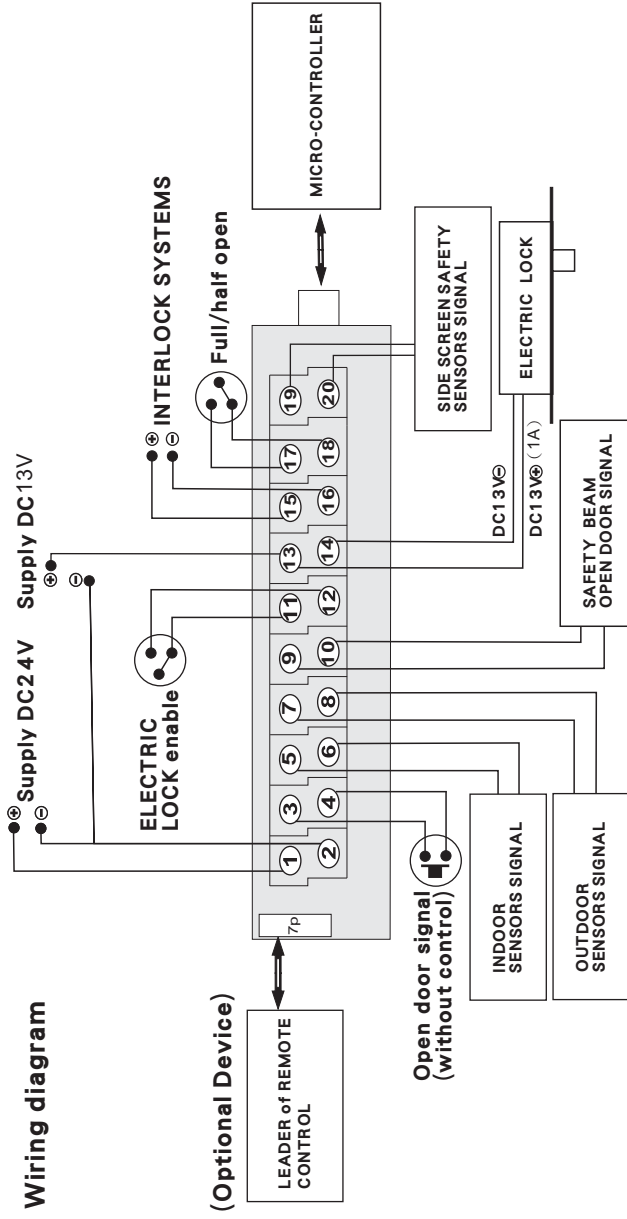 Wiring diagram
Supply DC24V
Supply DC13V
⊕
⊖
⊕
⊖
ELECTRIC
LOCK enable
⊕
⊖
INTERLOCK SYSTEMS
Full/half open
(Optional Device)
LEADER of REMOTE
CONTROL
7p
1
3
5
7
9
11
13
15
17
19
2
4
6
8
10
12
14
16
18
20
MICRO-CONTROLLER
Open door signal
(without control)
INDOOR
SENSORS SIGNAL
OUTDOOR
SENSORS SIGNAL
SAFETY BEAM
OPEN DOOR SIGNAL
DC13V⊖
DC13V⊕(1A)
SIDE SCREEN SAFETY
SENSORS SIGNAL
ELECTRIC LOCK